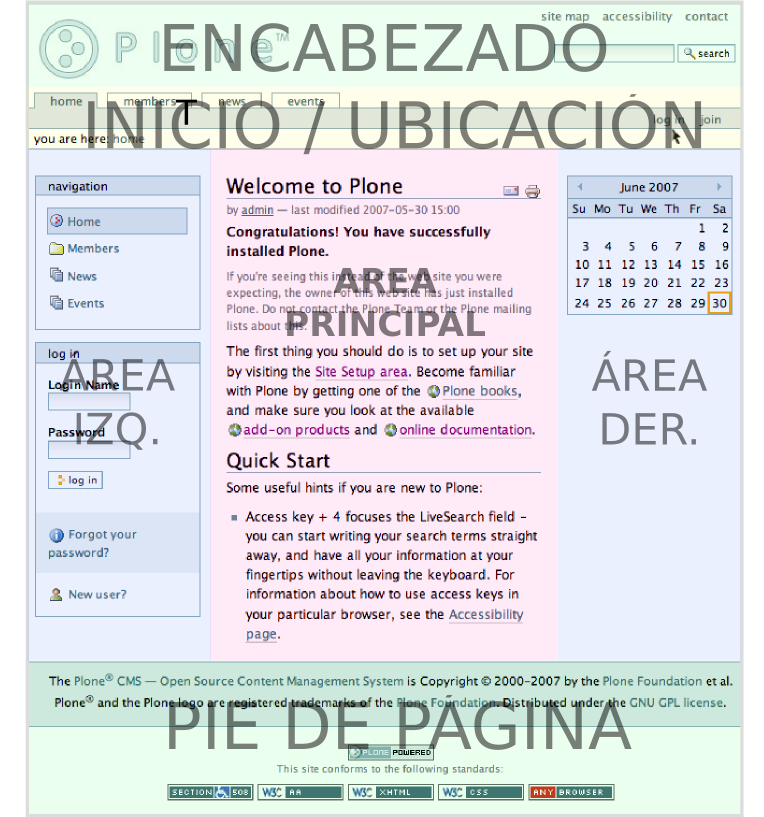 site map accessibility contact
Plone™
ENCABEZADO
search
home members news events
T
INICIO / UBICACIÓN
log in join
you are here: home
navigation
Home
Members
News
Events
log in
ÁREA
Login Name
IZQ.
Password
log in
Forgot your
password?
New user?
Welcome to Plone
by admin — last modified 2007-05-30 15:00
Congratulations! You have successfully
installed Plone.
If you're seeing this instead of the web site you were
expecting, the owner of this web site has just installed
Plone. Do not contact the Plone Team or the Plone mailing
lists about this.
AREA
PRINCIPAL
The first thing you should do is to set up your site
by visiting the Site Setup area. Become familiar
with Plone by getting one of the Plone books,
and make sure you look at the available
add-on products and online documentation.
Quick Start
Some useful hints if you are new to Plone:
Access key + 4 focuses the LiveSearch field –
you can start writing your search terms straight
away, and have all your information at your
fingertips without leaving the keyboard. For
information about how to use access keys in
your particular browser, see the Accessibility
page.
June 2007
Su Mo Tu We Th Fr Sa
1 2
3 4 5 6 7 8 9
10 11 12 13 14 15 16
17 18 19 20 21 22 23
24 25 26 27 28 29 30
ÁREA
DER.
The Plone® CMS — Open Source Content Management System is Copyright © 2000-2007 by the Plone Foundation et al.
Plone® and the Plone logo are registered trademarks of the Plone Foundation. Distributed under the GNU GPL license.
PIE DE PÁGINA
PLONE POWERED
This site conforms to the following standards:
SECTION 508 W3C AA W3C XHTML W3C CSS ANY BROWSER